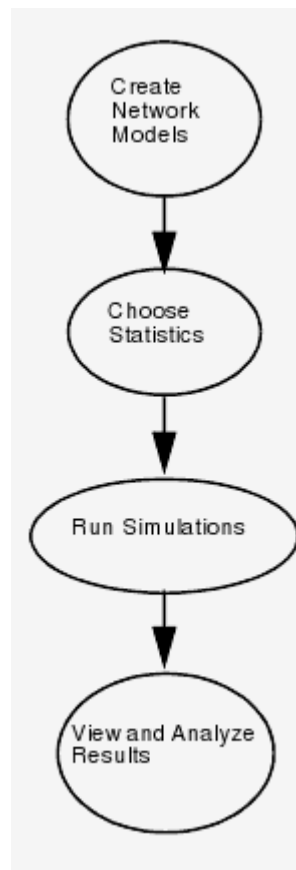 Create
Network
Models
Choose
Statistics
Run Simulations
View and Analyze
Results